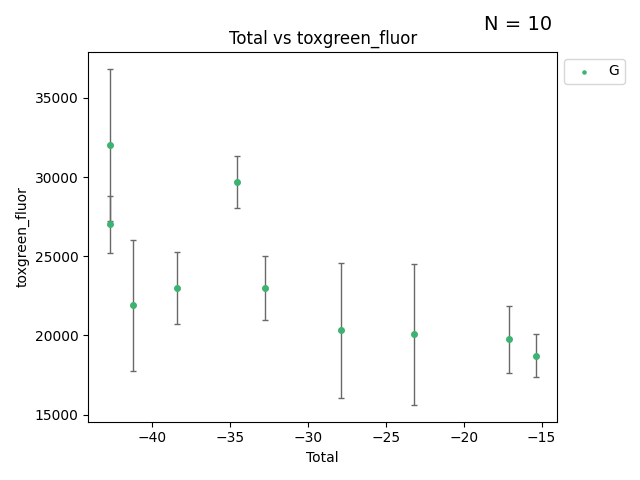 N = 10
Total vs toxgreen_fluor
G
toxgreen_fluor
35000
30000
25000
20000
15000
−40
−35
−30
−25
−20
−15
Total